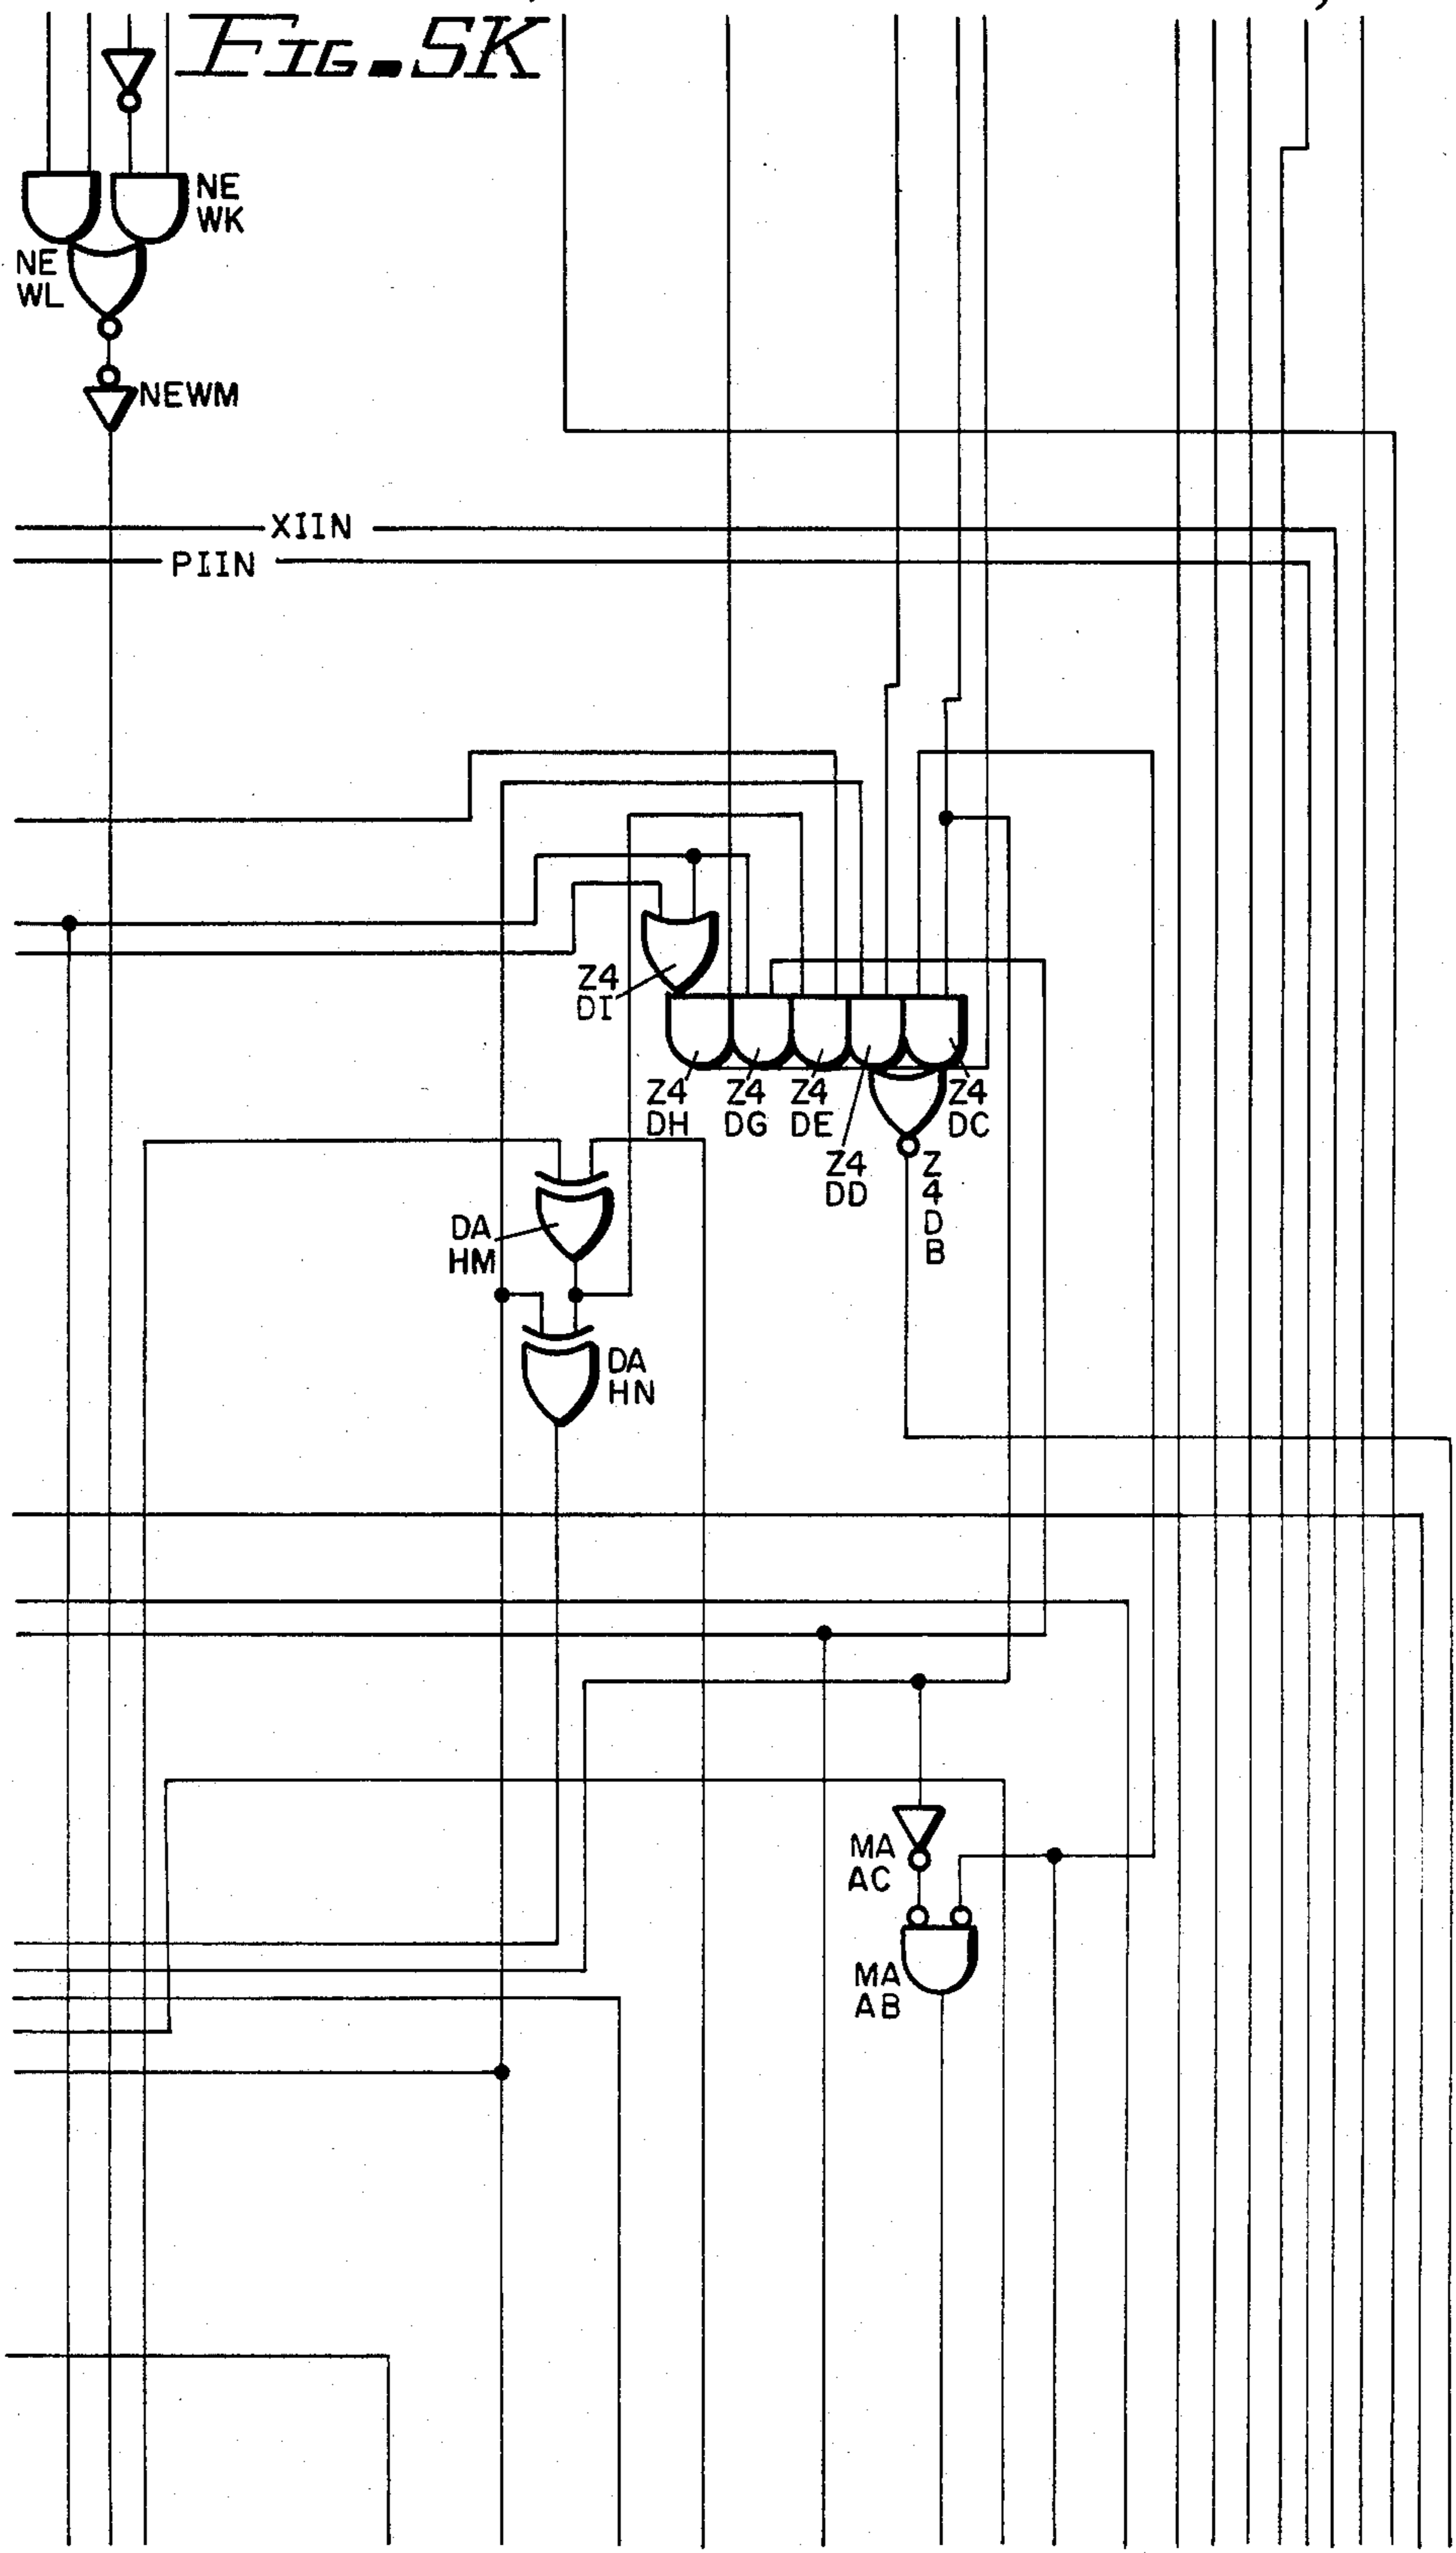 FIG. 5K
NE
WK
NE
WL
NEWM
XIIN
PIIN
Z4
DI
Z4
DH
Z4
DG
Z4
DE
Z4
DC
Z4
DD
Z
4
D
B
DA
HM
DA
HN
MA
AC
MA
AB